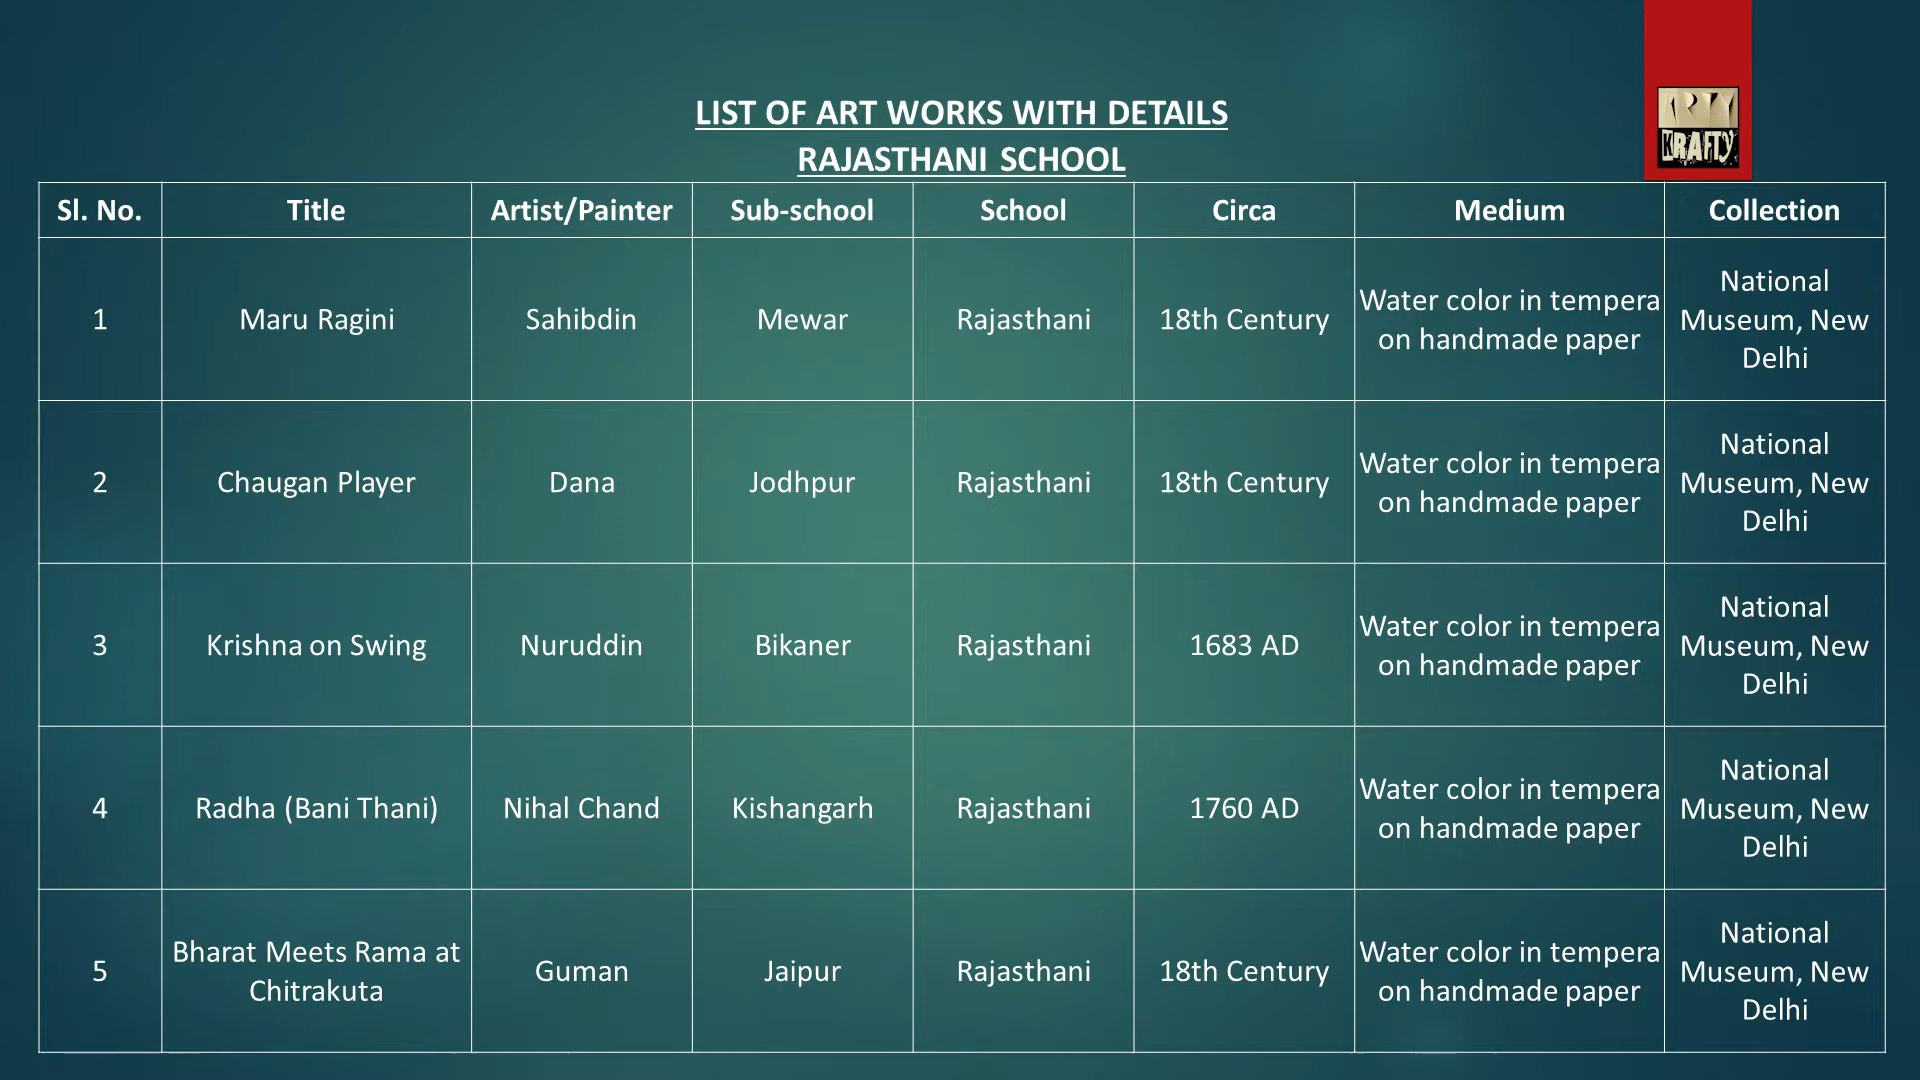 ARTY
KRAFTY
LIST OF ART WORKS WITH DETAILS
RAJASTHANI SCHOOL
Sl. No. Title Artist/Painter Sub-school School Circa Medium Collection
1 Maru Ragini Sahibdin Mewar Rajasthani 18th Century Water color in tempera on handmade paper National Museum, New Delhi
2 Chaugan Player Dana Jodhpur Rajasthani 18th Century Water color in tempera on handmade paper National Museum, New Delhi
3 Krishna on Swing Nuruddin Bikaner Rajasthani 1683 AD Water color in tempera on handmade paper National Museum, New Delhi
4 Radha (Bani Thani) Nihal Chand Kishangarh Rajasthani 1760 AD Water color in tempera on handmade paper National Museum, New Delhi
5 Bharat Meets Rama at Chitrakuta Guman Jaipur Rajasthani 18th Century Water color in tempera on handmade paper National Museum, New Delhi